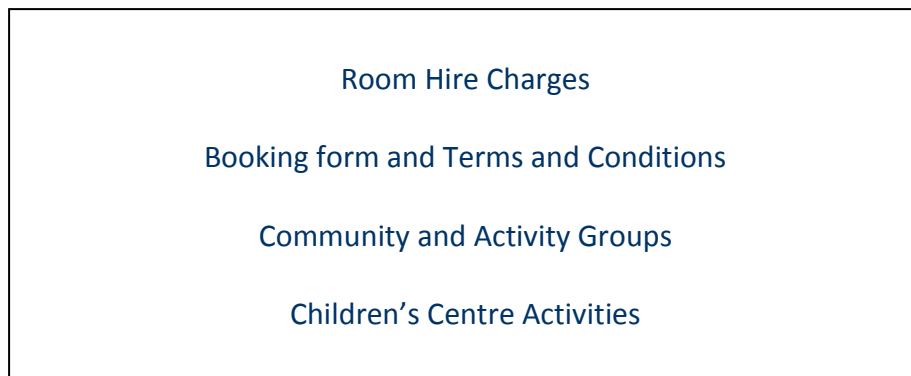 Room Hire Charges
Booking form and Terms and Conditions
Community and Activity Groups
Children’s Centre Activities